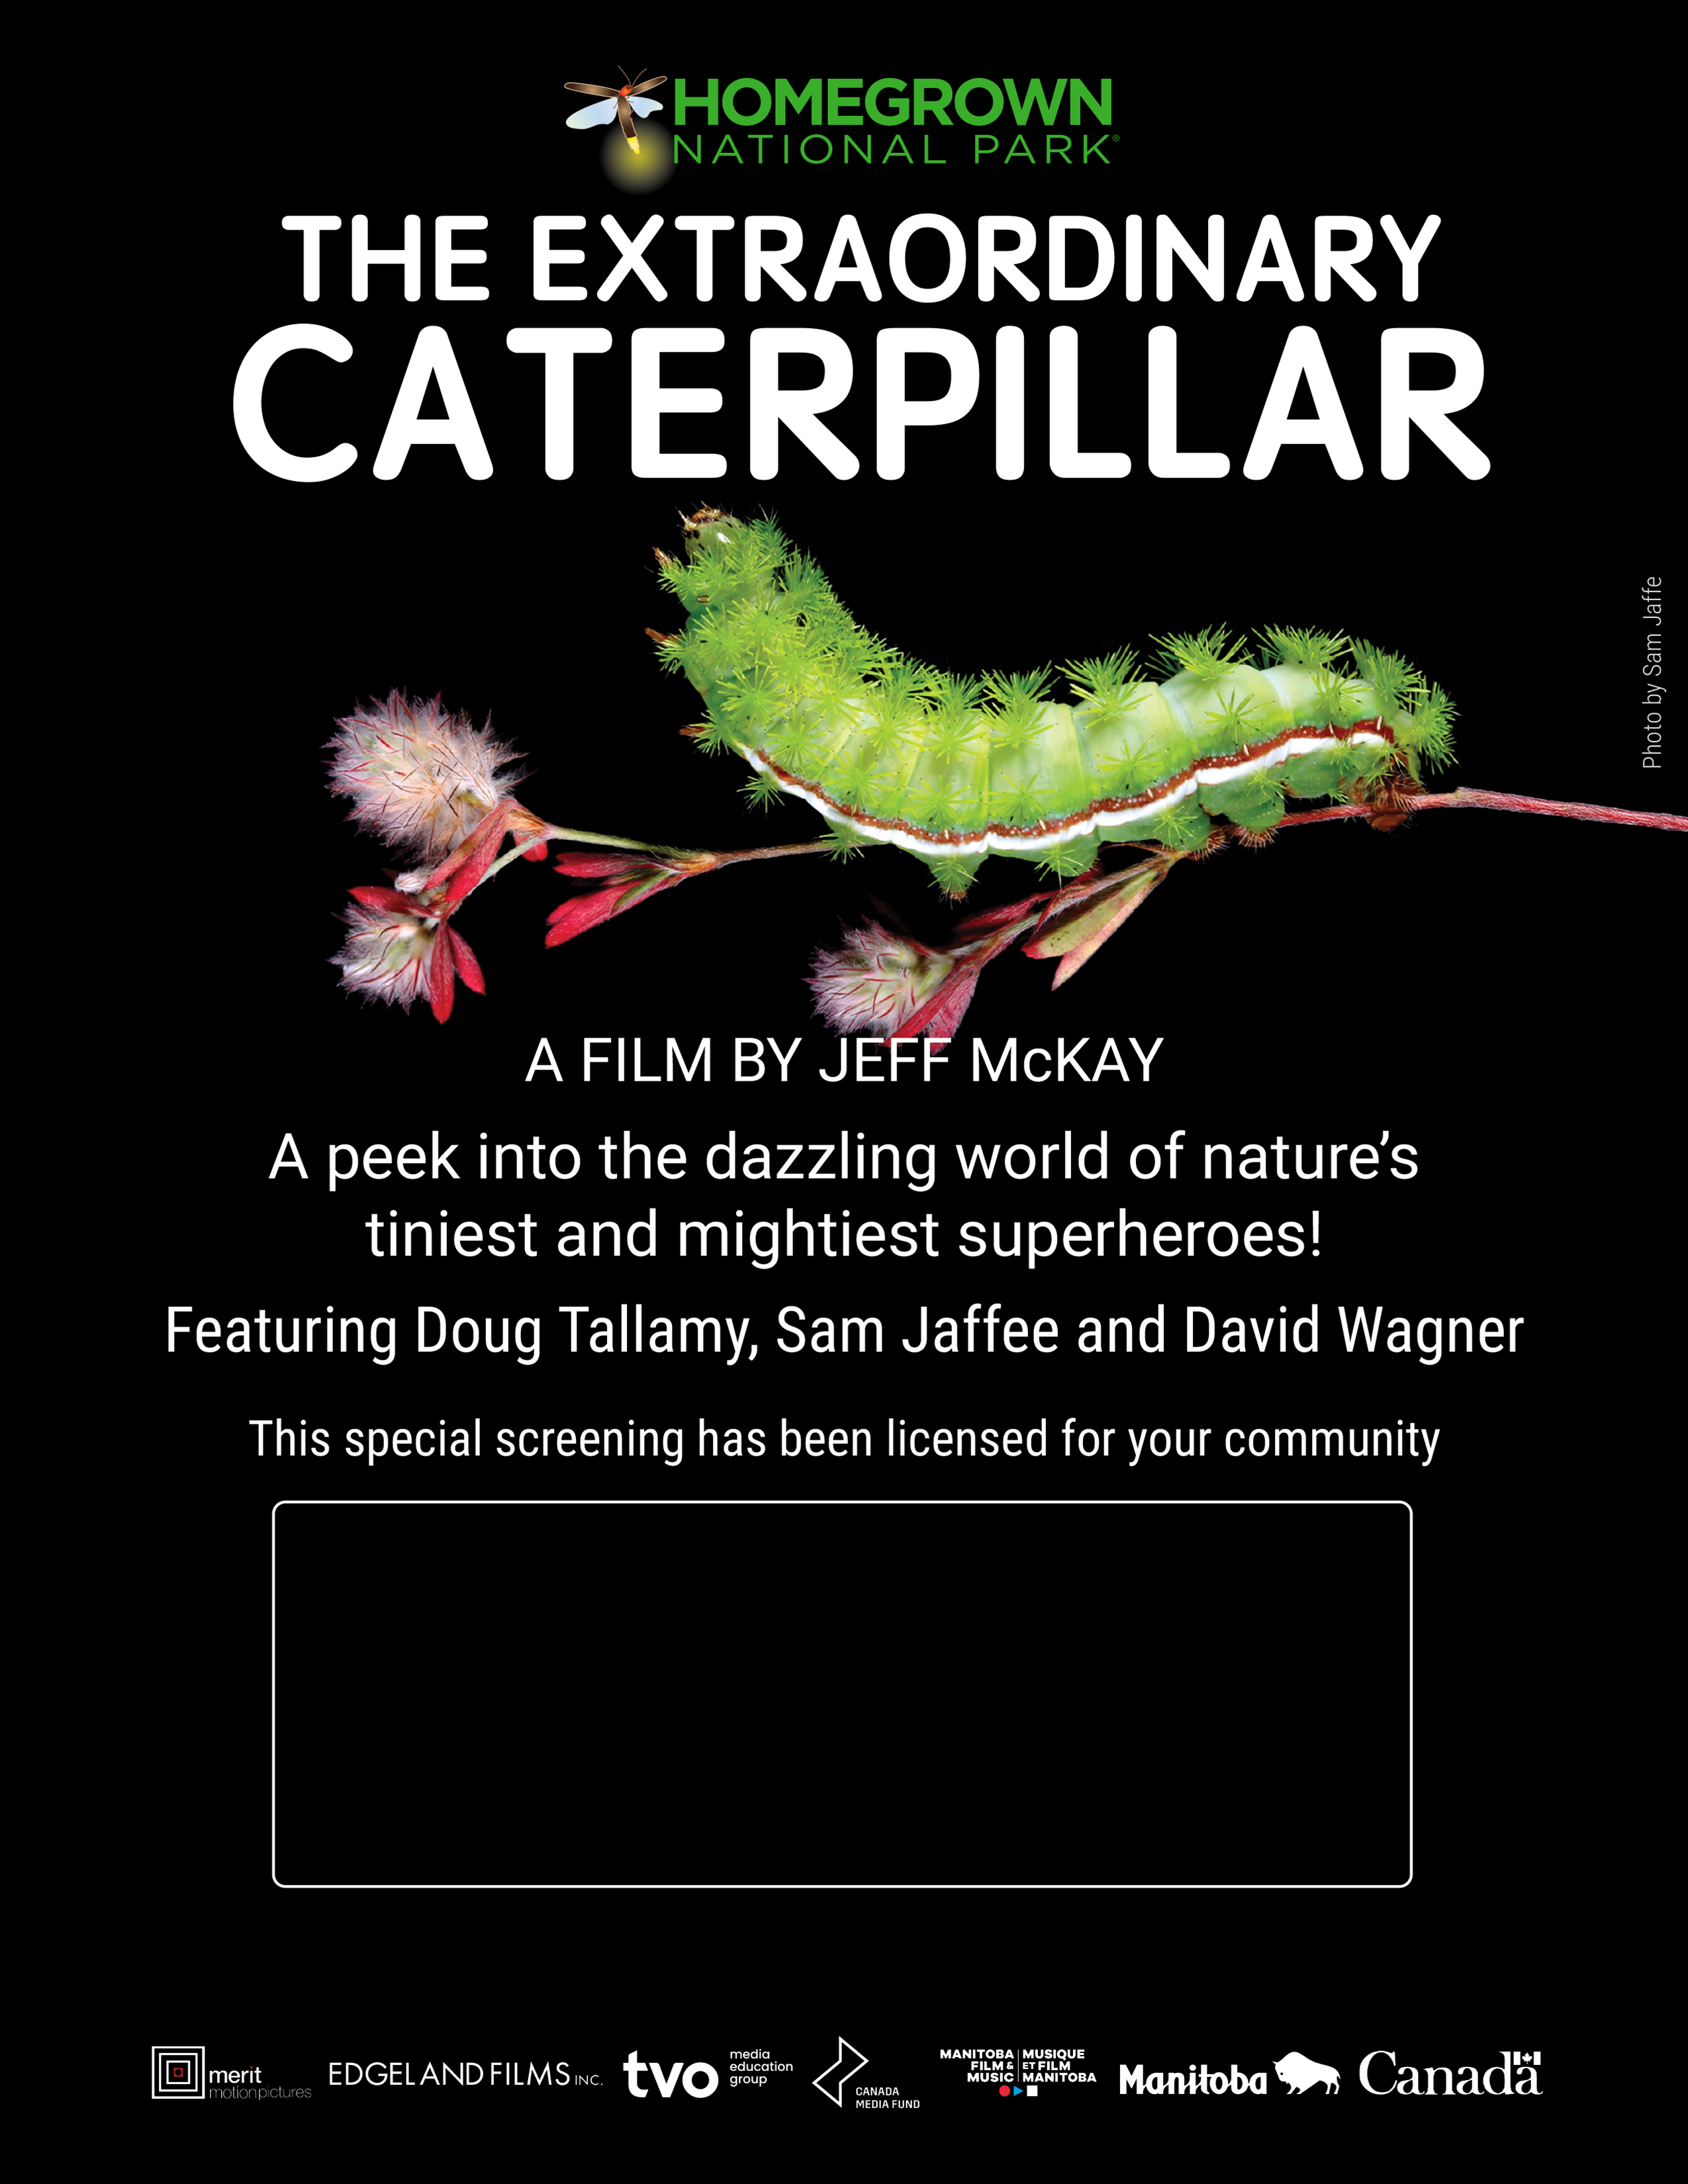 HOMEGROWN
NATIONAL PARK®
THE EXTRAORDINARY
CATERPILLAR
Photo by Sam Jaffe
A FILM BY JEFF McKAY
A peek into the dazzling world of nature’s
tiniest and mightiest superheroes!
Featuring Doug Tallamy, Sam Jaffee and David Wagner
This special screening has been licensed for your community
merit
motionpictures
EDGELAND FILMS INC.
tvo
media
education
group
CANADA
MEDIA FUND
MANITOBA
FILM &
MUSIC
MUSIQUE
ET FILM
MANITOBA
Manitoba
Canada